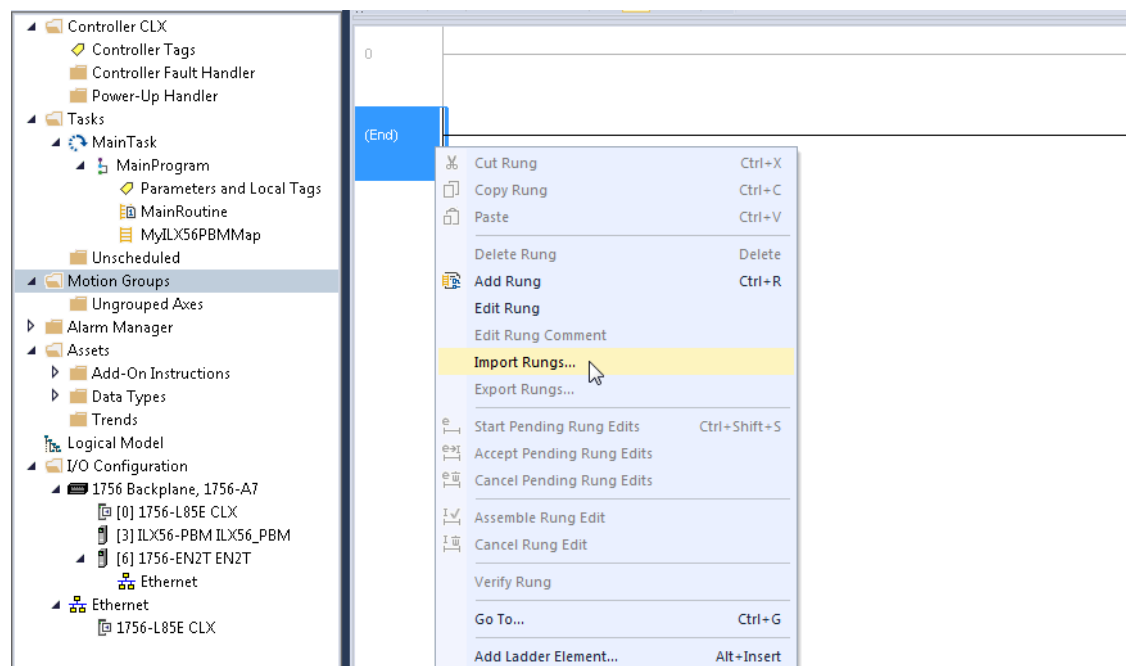 Controller CLX
Controller Tags
Controller Fault Handler
Power-Up Handler
Tasks
MainTask
MainProgram
Parameters and Local Tags
MainRoutine
MyILX56PBMMap
Unscheduled
Motion Groups
Ungrouped Axes
Alarm Manager
Assets
Add-On Instructions
Data Types
Trends
Logical Model
I/O Configuration
1756 Backplane, 1756-A7
[0] 1756-L85E CLX
[3] ILX56-PBM ILX56_PBM
[6] 1756-EN2T EN2T
Ethernet
Ethernet
1756-L85E CLX
0
(End)
Cut Rung Ctrl+X
Copy Rung Ctrl+C
Paste Ctrl+V
Delete Rung Delete
Add Rung Ctrl+R
Edit Rung
Edit Rung Comment
Import Rungs...
Export Rungs...
Start Pending Rung Edits Ctrl+Shift+S
Accept Pending Rung Edits
Cancel Pending Rung Edits
Assemble Rung Edit
Cancel Rung Edit
Verify Rung
Go To... Ctrl+G
Add Ladder Element... Alt+Insert